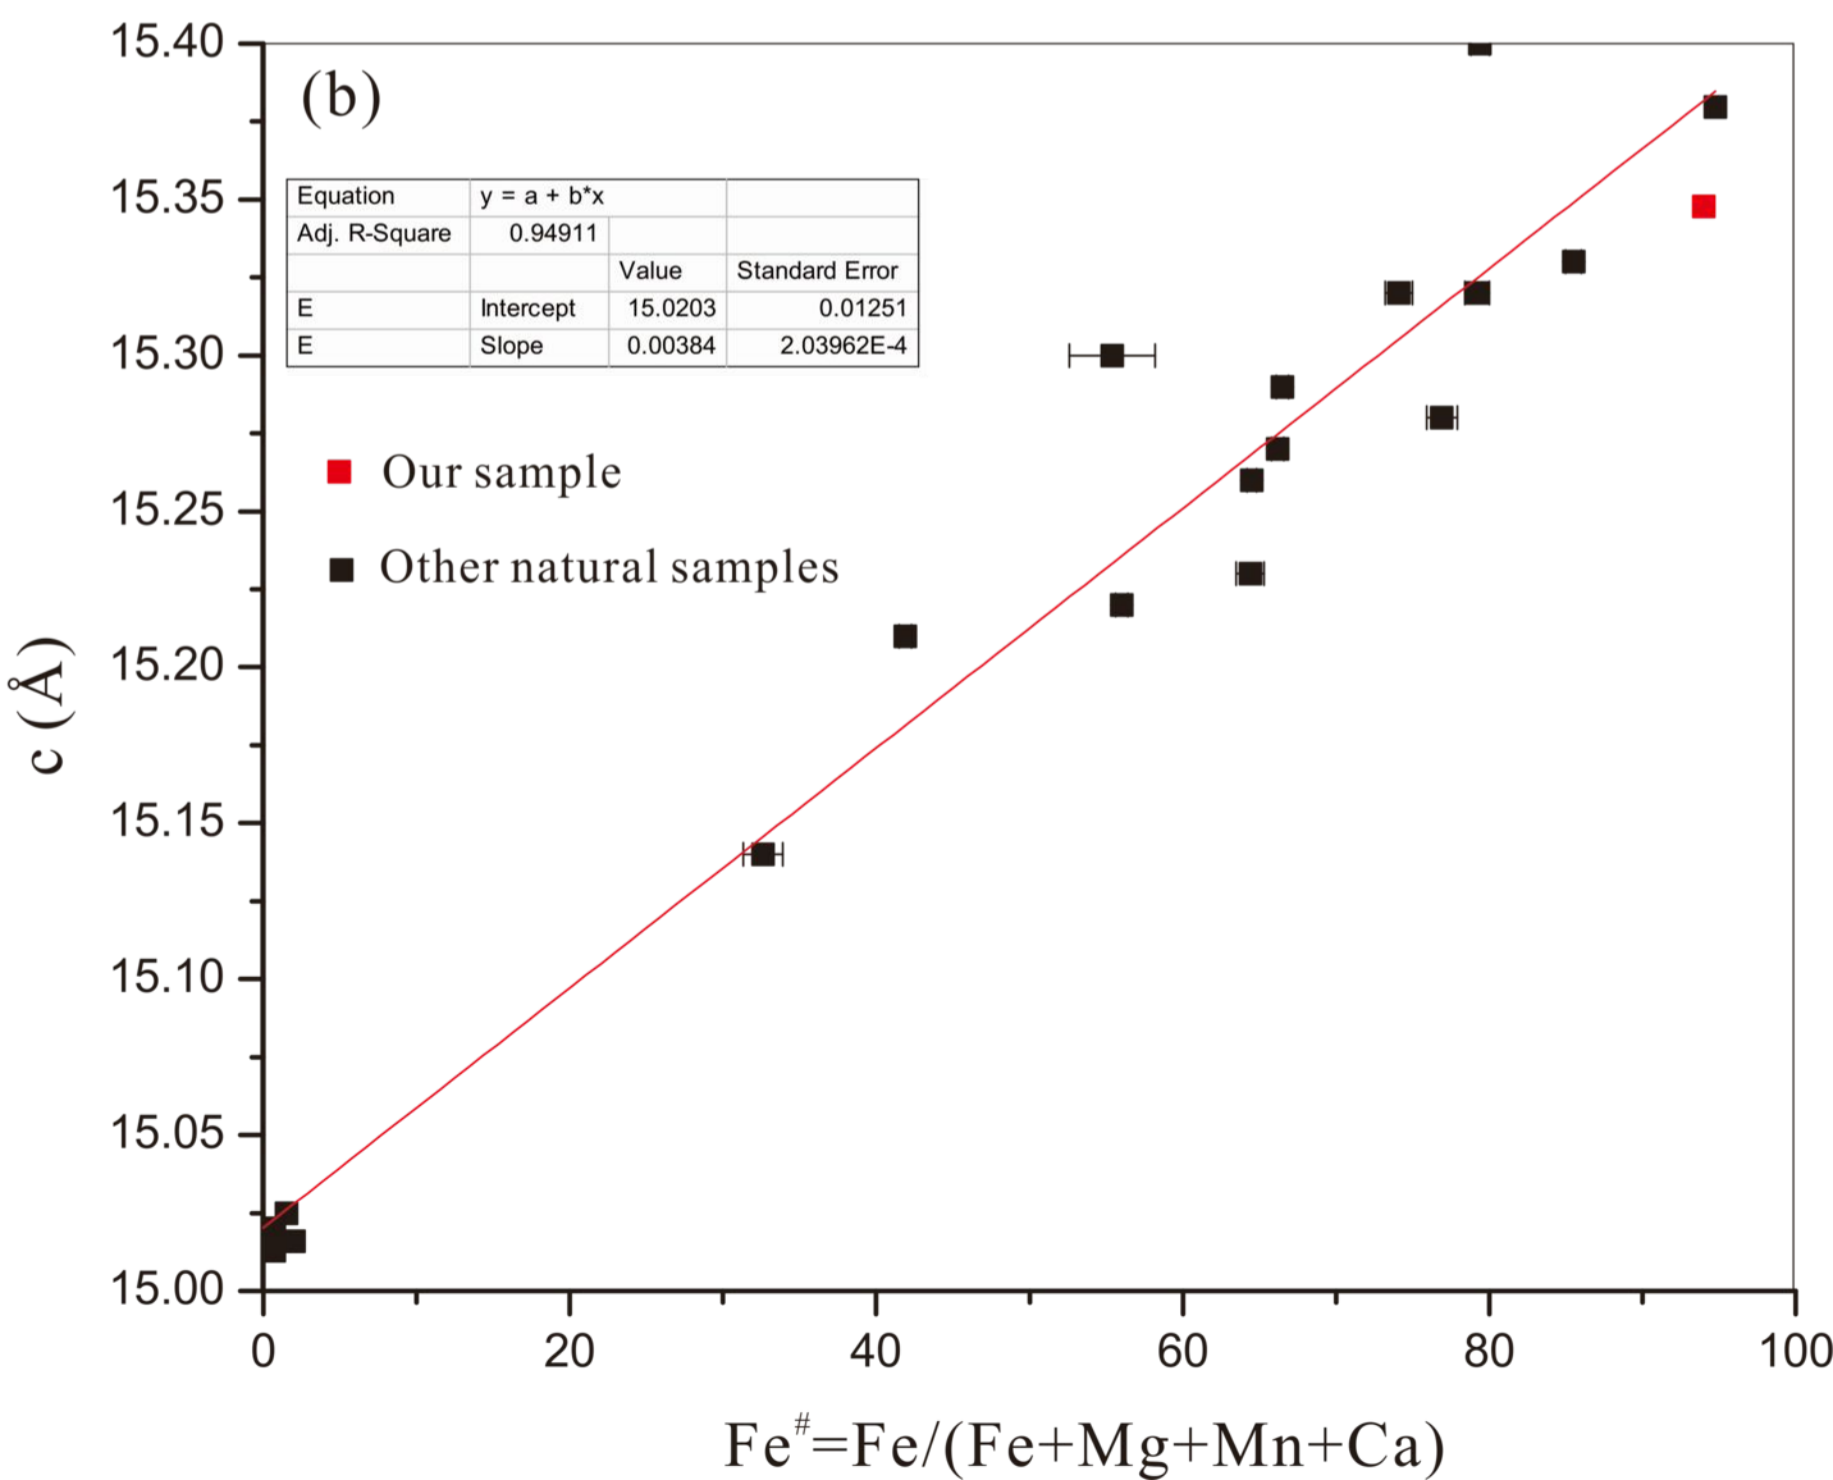 (b)
Equation y = a + b*x
Adj. R-Square 0.94911
Value Standard Error
E Intercept 15.0203 0.01251
E Slope 0.00384 2.03962E-4
Our sample
Other natural samples
c (Å)
15.40
15.35
15.30
15.25
15.20
15.15
15.10
15.05
15.00
0 20 40 60 80 100
Fe#=Fe/(Fe+Mg+Mn+Ca)